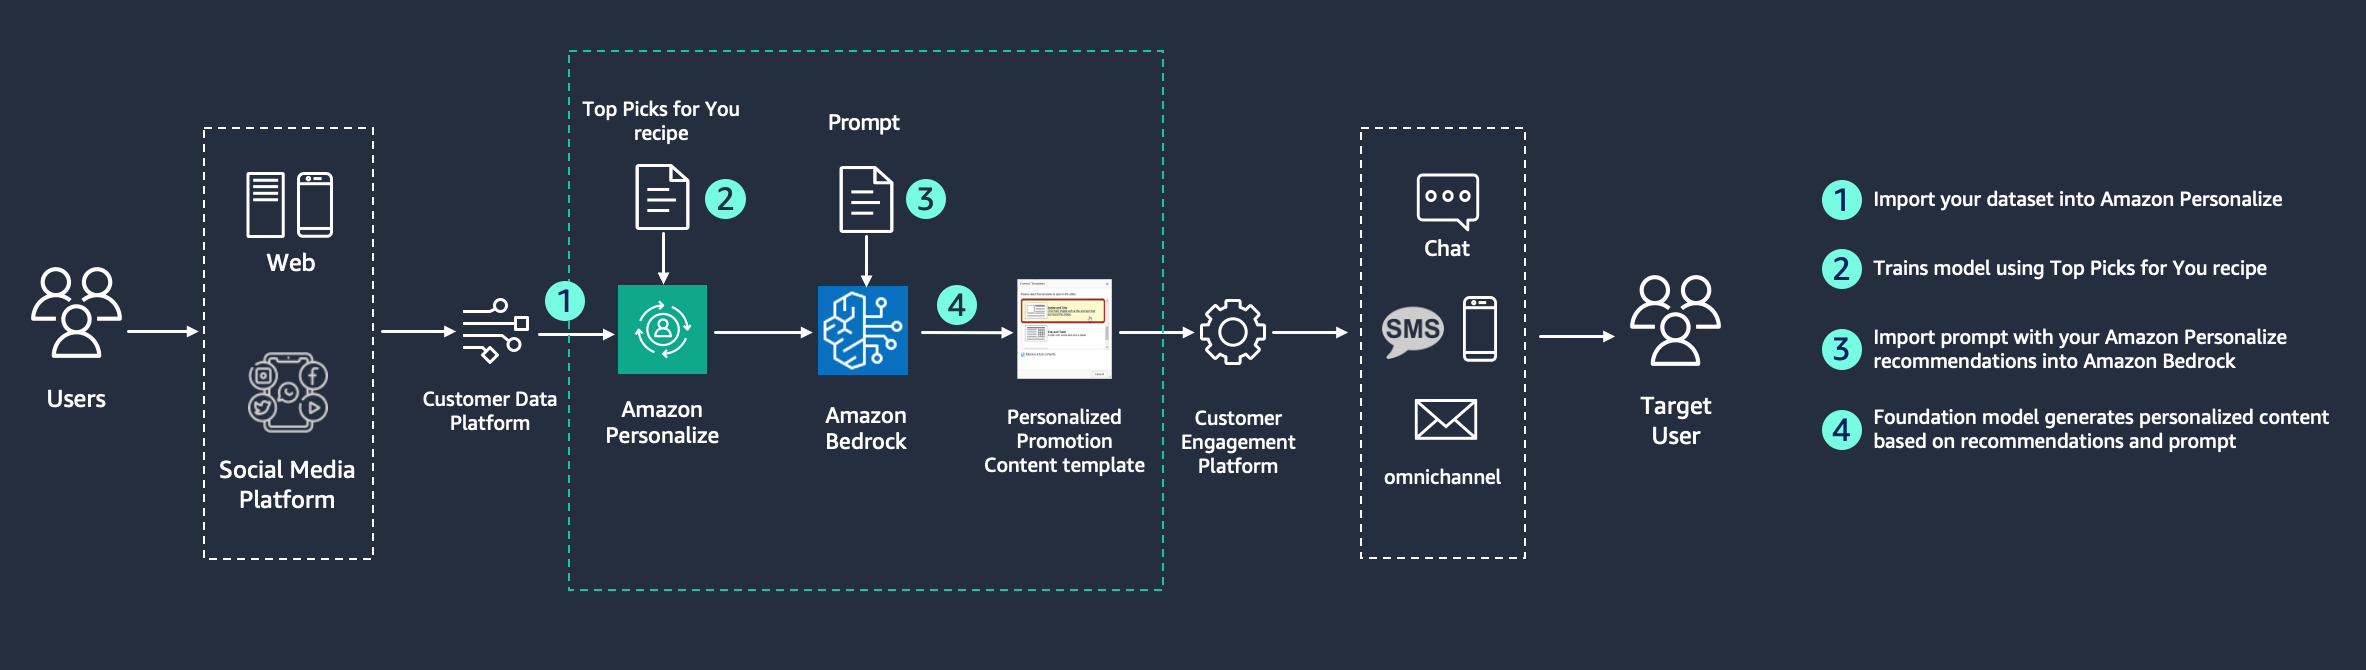 Users
Web
Social Media
Platform
Customer Data
Platform
1
Top Picks for You
recipe
2
Amazon
Personalize
Prompt
3
Amazon
Bedrock
4
Personalized
Promotion
Content template
Customer
Engagement
Platform
Chat
SMS
omnichannel
Target
User
1 Import your dataset into Amazon Personalize
2 Trains model using Top Picks for You recipe
3 Import prompt with your Amazon Personalize
recommendations into Amazon Bedrock
4 Foundation model generates personalized content
based on recommendations and prompt